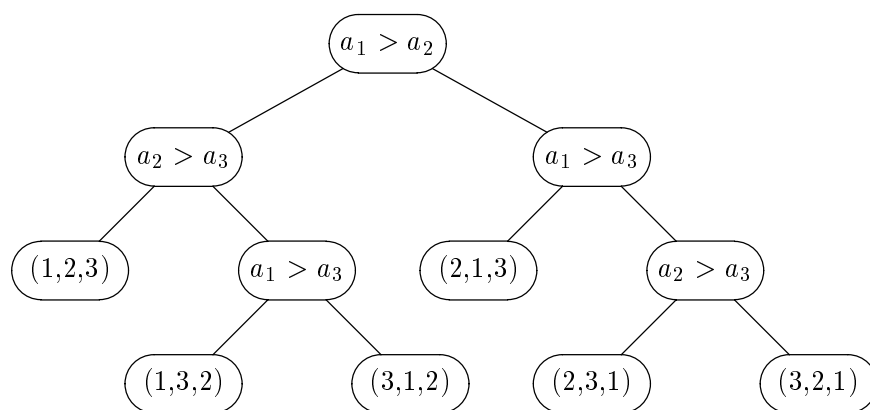 a₁ > a₂
a₂ > a₃
a₁ > a₃
(1,2,3)
a₁ > a₃
(2,1,3)
a₂ > a₃
(1,3,2)
(3,1,2)
(2,3,1)
(3,2,1)